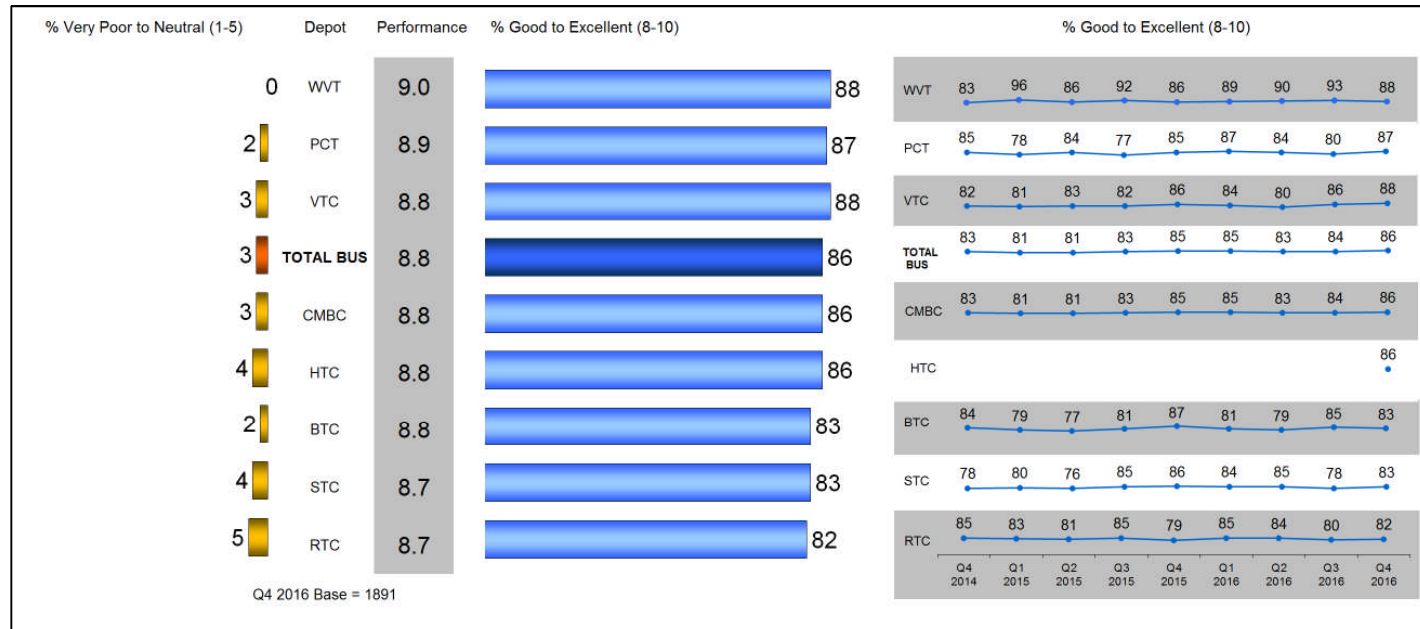 % Very Poor to Neutral (1-5) Depot Performance % Good to Excellent (8-10) % Good to Excellent (8-10)
0 WVT 9.0 88
2 PCT 8.9 87
3 VTC 8.8 88
3 TOTAL BUS 8.8 86
3 CMBC 8.8 86
4 HTC 8.8 86
2 BTC 8.8 83
4 STC 8.7 83
5 RTC 8.7 82
Q4 2016 Base = 1891
WVT 83 96 86 92 86 89 90 93 88
PCT 85 78 84 77 85 87 84 80 87
VTC 82 81 83 82 86 84 80 86 88
TOTAL 83 81 81 83 85 85 83 84 86
BUS
CMBC 83 81 81 83 85 85 83 84 86
HTC 86
BTC 84 79 77 81 87 81 79 85 83
STC 78 80 76 85 86 84 85 78 83
RTC 85 83 81 85 79 85 84 80 82
Q4 Q1 Q2 Q3 Q4 Q1 Q2 Q3 Q4
2014 2015 2015 2015 2015 2016 2016 2016 2016